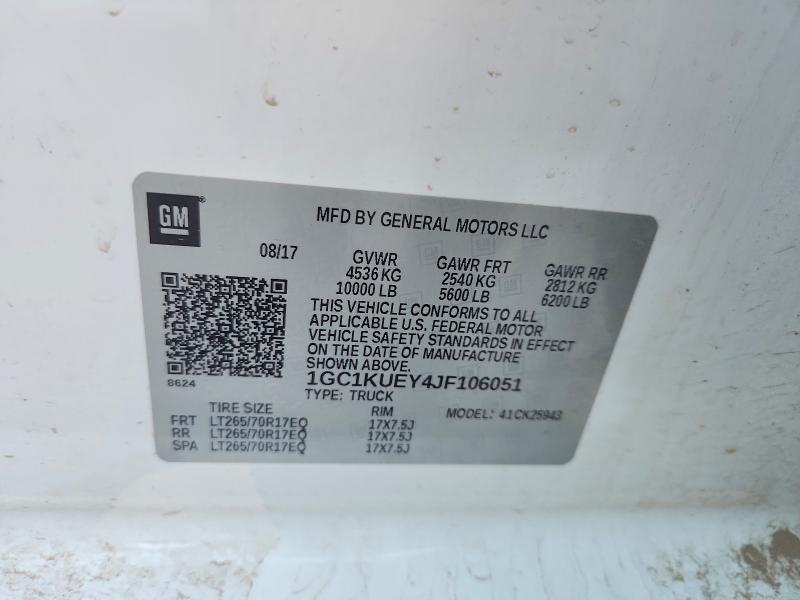 GM®
MFD BY GENERAL MOTORS LLC
08/17
GVWR
4536 KG
10000 LB
GAWR FRT
2540 KG
5600 LB
GAWR RR
2812 KG
6200 LB
THIS VEHICLE CONFORMS TO ALL
APPLICABLE U.S. FEDERAL MOTOR
VEHICLE SAFETY STANDARDS IN EFFECT
ON THE DATE OF MANUFACTURE
SHOWN ABOVE.
8624
1GC1KUEY4JF106051
TYPE: TRUCK
MODEL: 41CK25943
TIRE SIZE RIM
FRT LT265/70R17EQ 17X7.5J
RR LT265/70R17EQ 17X7.5J
SPA LT265/70R17EQ 17X7.5J